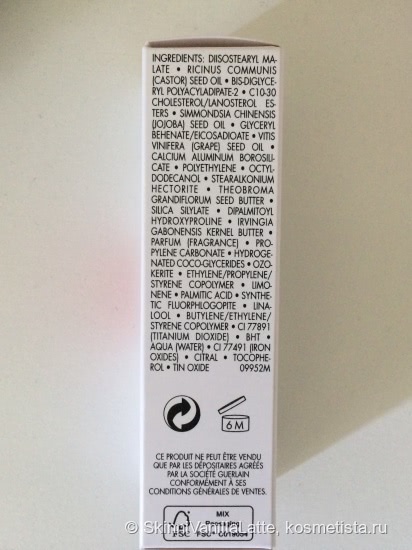 INGREDIENTS: DIISOSTEARYL MA-
LATE • RICINUS COMMUNIS
(CASTOR) SEED OIL • BIS-DIGLYCE-
RYL POLYACYLADIPATE-2 • C10-30
CHOLESTEROL/LANOSTEROL ES-
TERS • SIMMONDSIA CHINENSIS
(JOJOBA) SEED OIL • GLYCERYL
BEHENATE/EICOSADIOATE • VITIS
VINIFERA (GRAPE) SEED OIL •
CALCIUM ALUMINUM BOROSILI-
CATE • POLYETHYLENE • OCTYL-
DODECANOL • STEARALKONIUM
HECTORITE • THEOBROMA
GRANDIFLORUM SEED BUTTER •
SILICA SILYLATE • DIPALMITOYL
HYDROXYPROLINE • IRVINGIA
GABONENSIS KERNEL BUTTER •
PARFUM (FRAGRANCE) • PRO-
PYLENE CARBONATE • HYDROGE-
NATED COCO-GLYCERIDES • OZO-
KERITE • ETHYLENE/PROPYLENE/
STYRENE COPOLYMER • LIMO-
NENE • PALMITIC ACID • SYNTHE-
TIC FLUORPHLOGOPITE • LINA-
LOOL • BUTYLENE/ETHYLENE/
STYRENE COPOLYMER • CI 77891
(TITANIUM DIOXIDE) • BHT •
AQUA (WATER) • CI 77491 (IRON
OXIDES) • CITRAL • TOCOPHE-
ROL • TIN OXIDE 09952M
6 M
CE PRODUIT NE PEUT ÊTRE VENDU
QUE PAR LES DÉPOSITAIRES AGRÉÉS
PAR LA SOCIÉTÉ GUERLAIN
CONFORMÉMENT À SES
CONDITIONS GÉNÉRALES DE VENTES.
MIX
FSC
© SkinnyVanillaLatte, kosmetista.ru